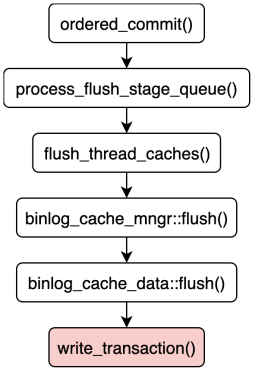 ordered_commit()
process_flush_stage_queue()
flush_thread_caches()
binlog_cache_mngr::flush()
binlog_cache_data::flush()
write_transaction()